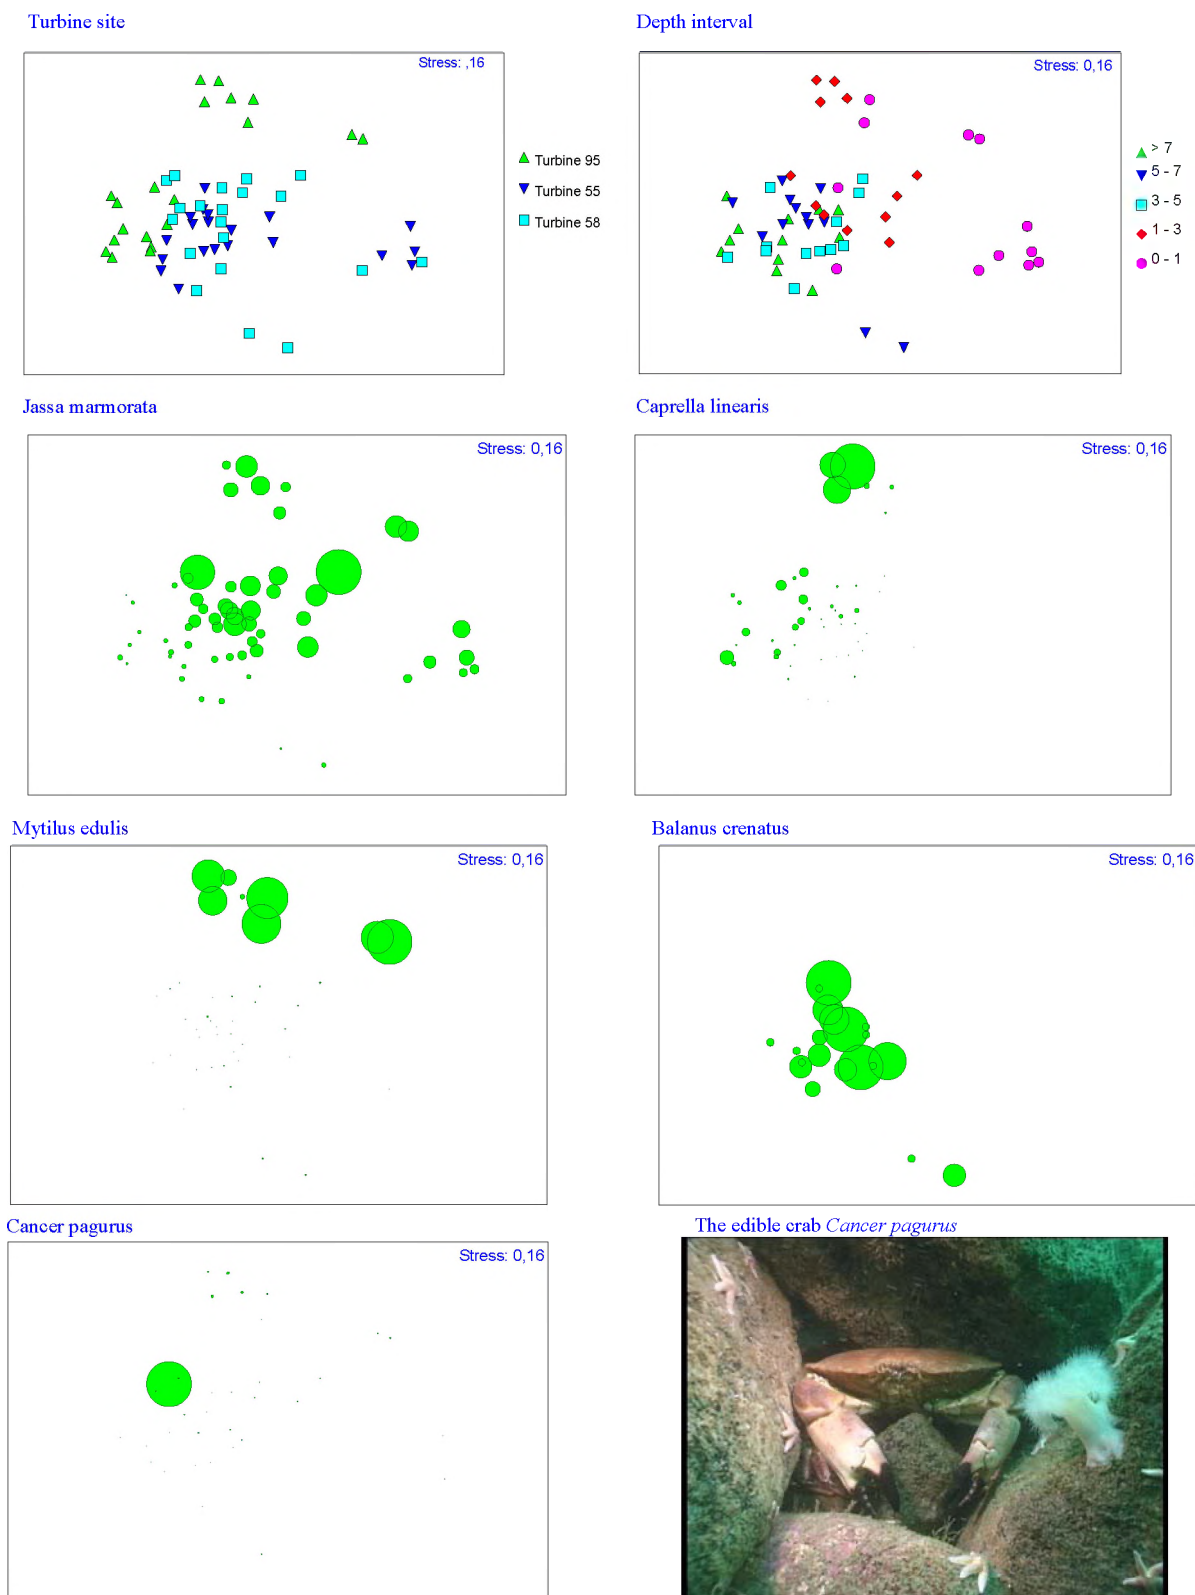 Turbine site
Depth interval
Stress: ,16
Stress: 0,16
Turbine 95
Turbine 55
Turbine 58
> 7
5 - 7
3 - 5
1 - 3
0 - 1
Jassa marmorata
Caprella linearis
Stress: 0,16
Stress: 0,16
Mytilus edulis
Balanus crenatus
Stress: 0,16
Stress: 0,16
Cancer pagurus
The edible crab Cancer pagurus
Stress: 0,16